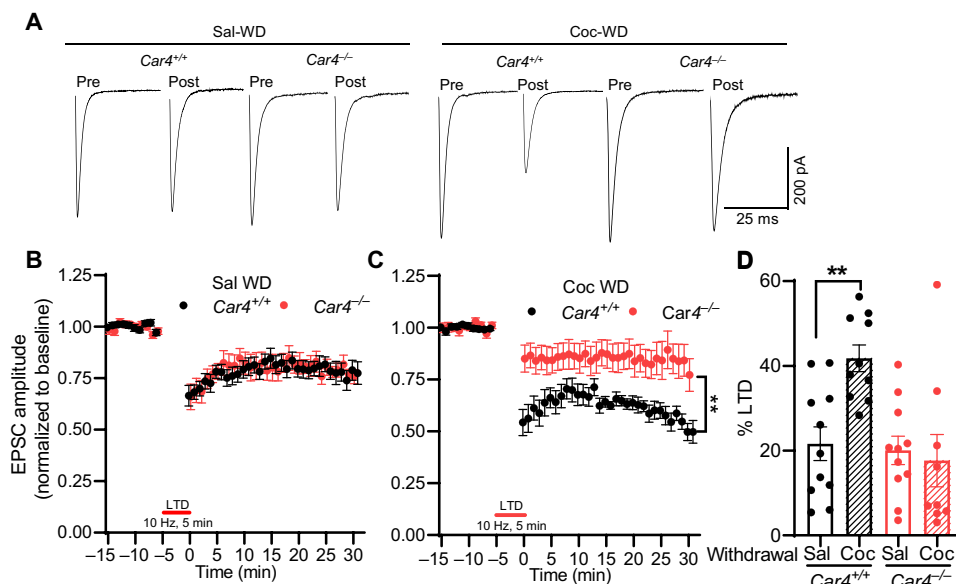 A
Sal-WD
Coc-WD
Car4+/+
Car4–/–
Car4+/+
Car4–/–
Pre
Post
Pre
Post
Pre
Post
Pre
Post
200 pA
25 ms
B
1.25
1.00
0.75
0.50
0.25
0.00
EPSC amplitude
(normalized to baseline)
Sal WD
Car4+/+
Car4–/–
LTD
10 Hz, 5 min
–15 –10 –5 0 5 10 15 20 25 30
Time (min)
C
1.25
1.00
0.75
0.50
0.25
0.00
Coc WD
Car4+/+
Car4–/–
**
LTD
10 Hz, 5 min
–15 –10 –5 0 5 10 15 20 25 30
Time (min)
D
60
40
20
0
% LTD
**
Withdrawal Sal Coc Sal Coc
Car4+/+ Car4–/–